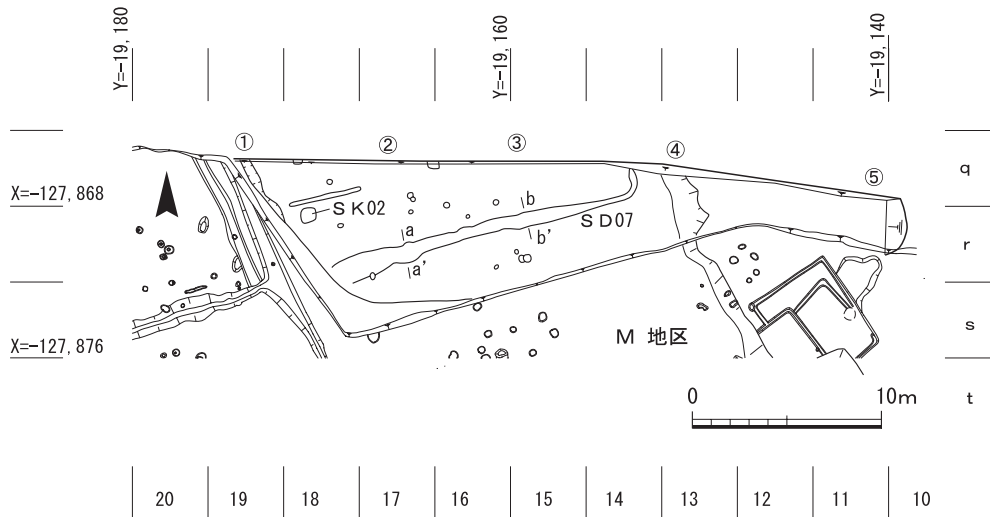 Y=-19,180
Y=-19,160
Y=-19,140
① ② ③ ④ ⑤
q
X=-127,868
SK02
b
a
SD07
b'
r
a'
s
M 地区
X=-127,876
t
0 10m
20 19 18 17 16 15 14 13 12 11 10